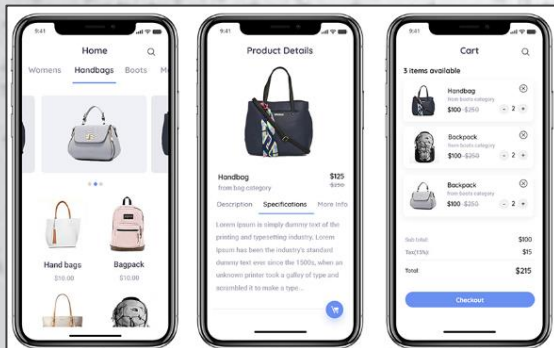 9:41
Home
Womens Handbags Boots M
Hand bags Bagpack
$10.00 $10.00
9:41
Product Details
Handbag $125
from bag category $250
Description Specifications More Info
Lorem Ipsum is simply dummy text of the
printing and typesetting industry. Lorem
Ipsum has been the industry's standard
dummy text ever since the 1500s, when an
unknown printer took a galley of type and
scrambled it to make a type...
9:41
Cart
3 items available
Handbag
from boots category
$100 $250 - 2 +
Backpack
from boots category
$100 $250 - 2 +
Backpack
from boots category
$100 $250 - 2 +
Sub total: $100
Tax(15%) $15
Total: $215
Checkout